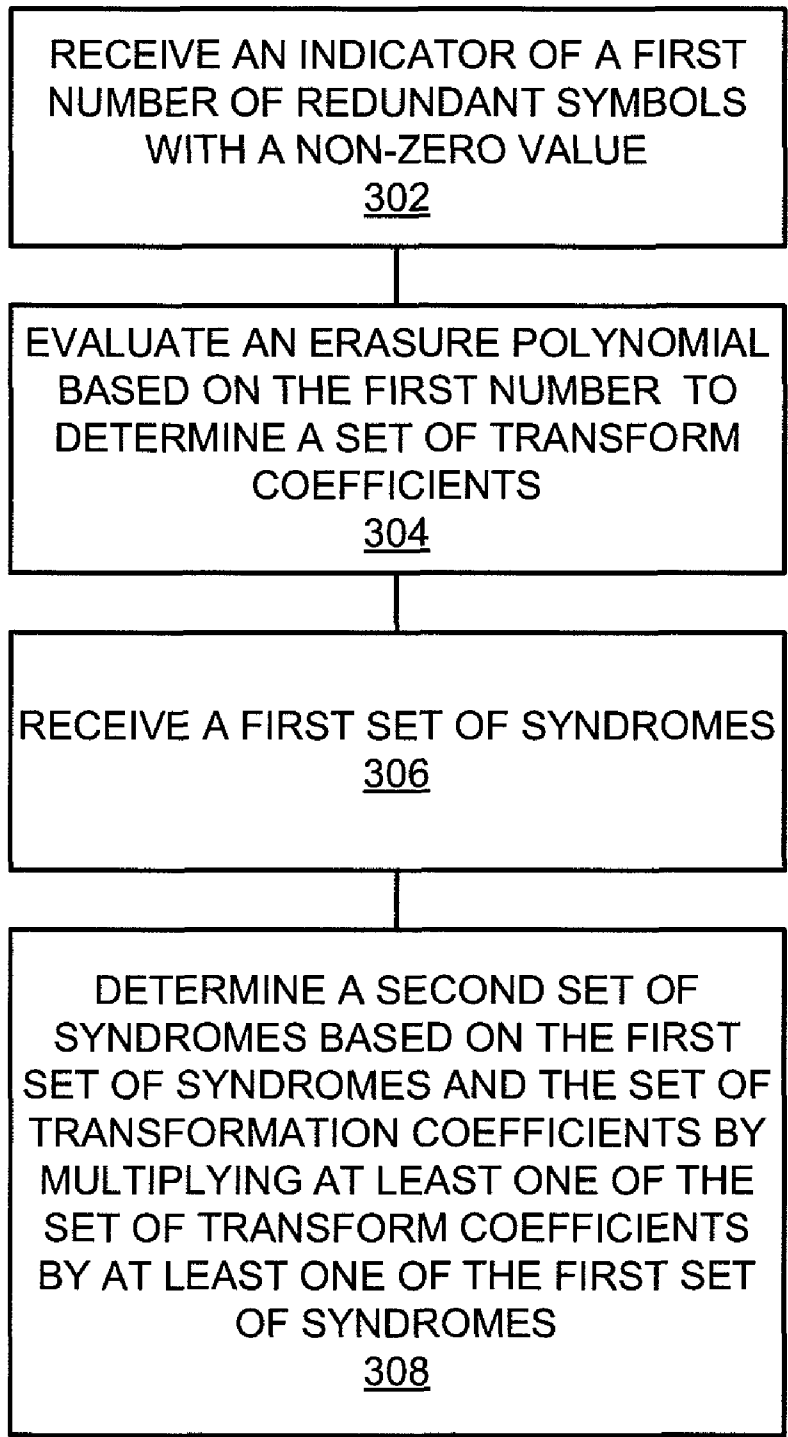 RECEIVE AN INDICATOR OF A FIRST
NUMBER OF REDUNDANT SYMBOLS
WITH A NON-ZERO VALUE
302
EVALUATE AN ERASURE POLYNOMIAL
BASED ON THE FIRST NUMBER TO
DETERMINE A SET OF TRANSFORM
COEFFICIENTS
304
RECEIVE A FIRST SET OF SYNDROMES
306
DETERMINE A SECOND SET OF
SYNDROMES BASED ON THE FIRST
SET OF SYNDROMES AND THE SET OF
TRANSFORMATION COEFFICIENTS BY
MULTIPLYING AT LEAST ONE OF THE
SET OF TRANSFORM COEFFICIENTS
BY AT LEAST ONE OF THE FIRST SET
OF SYNDROMES
308